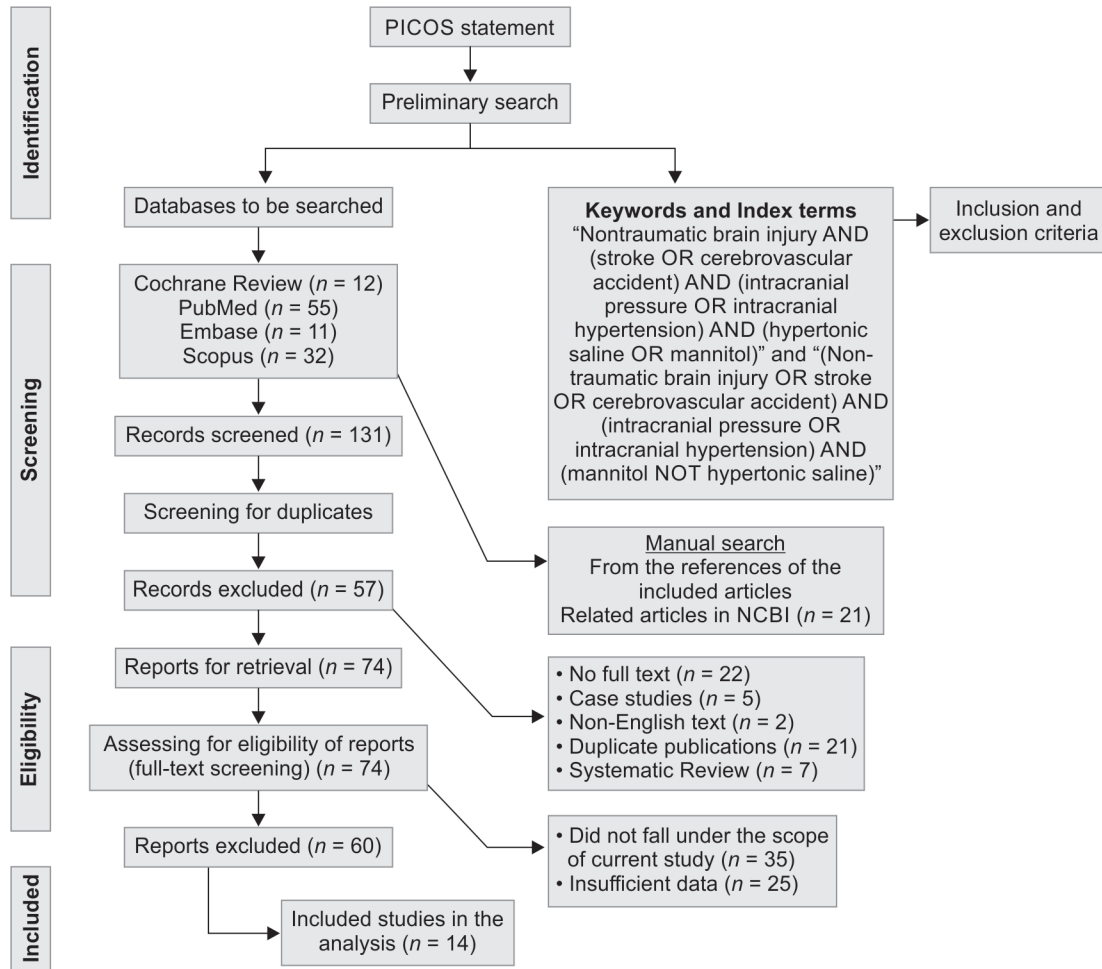 Identification
PICOS statement
Preliminary search
Databases to be searched
Keywords and Index terms
“Nontraumatic brain injury AND
(stroke OR cerebrovascular
accident) AND (intracranial
pressure OR intracranial
hypertension) AND (hypertonic
saline OR mannitol)” and “(Non-
traumatic brain injury OR stroke
OR cerebrovascular accident) AND
(intracranial pressure OR
intracranial hypertension) AND
(mannitol NOT hypertonic saline)”
Inclusion and
exclusion criteria
Screening
Cochrane Review (n = 12)
PubMed (n = 55)
Embase (n = 11)
Scopus (n = 32)
Records screened (n = 131)
Screening for duplicates
Manual search
From the references of the
included articles
Related articles in NCBI (n = 21)
Records excluded (n = 57)
Eligibility
Reports for retrieval (n = 74)
• No full text (n = 22)
• Case studies (n = 5)
• Non-English text (n = 2)
• Duplicate publications (n = 21)
• Systematic Review (n = 7)
Assessing for eligibility of reports
(full-text screening) (n = 74)
Reports excluded (n = 60)
• Did not fall under the scope
of current study (n = 35)
• Insufficient data (n = 25)
Included
Included studies in the
analysis (n = 14)